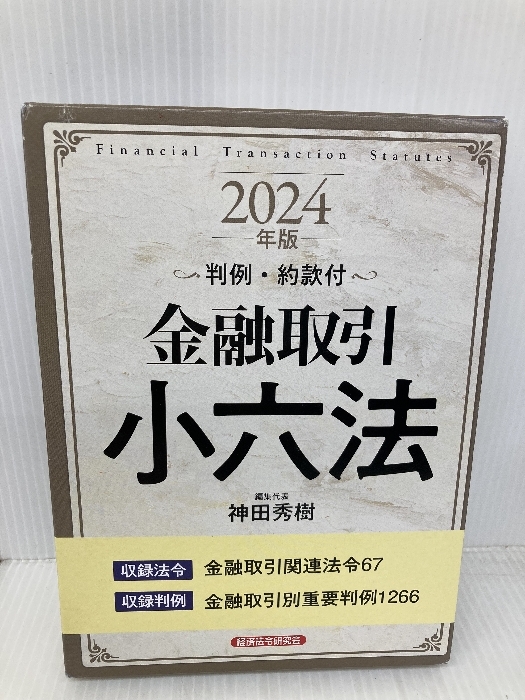 Financial Transaction Statutes
2024
年版
判例・約款付
金融取引
小六法
編集代表
神田秀樹
収録法令 金融取引関連法令67
収録判例 金融取引別重要判例1266
経済法令研究会